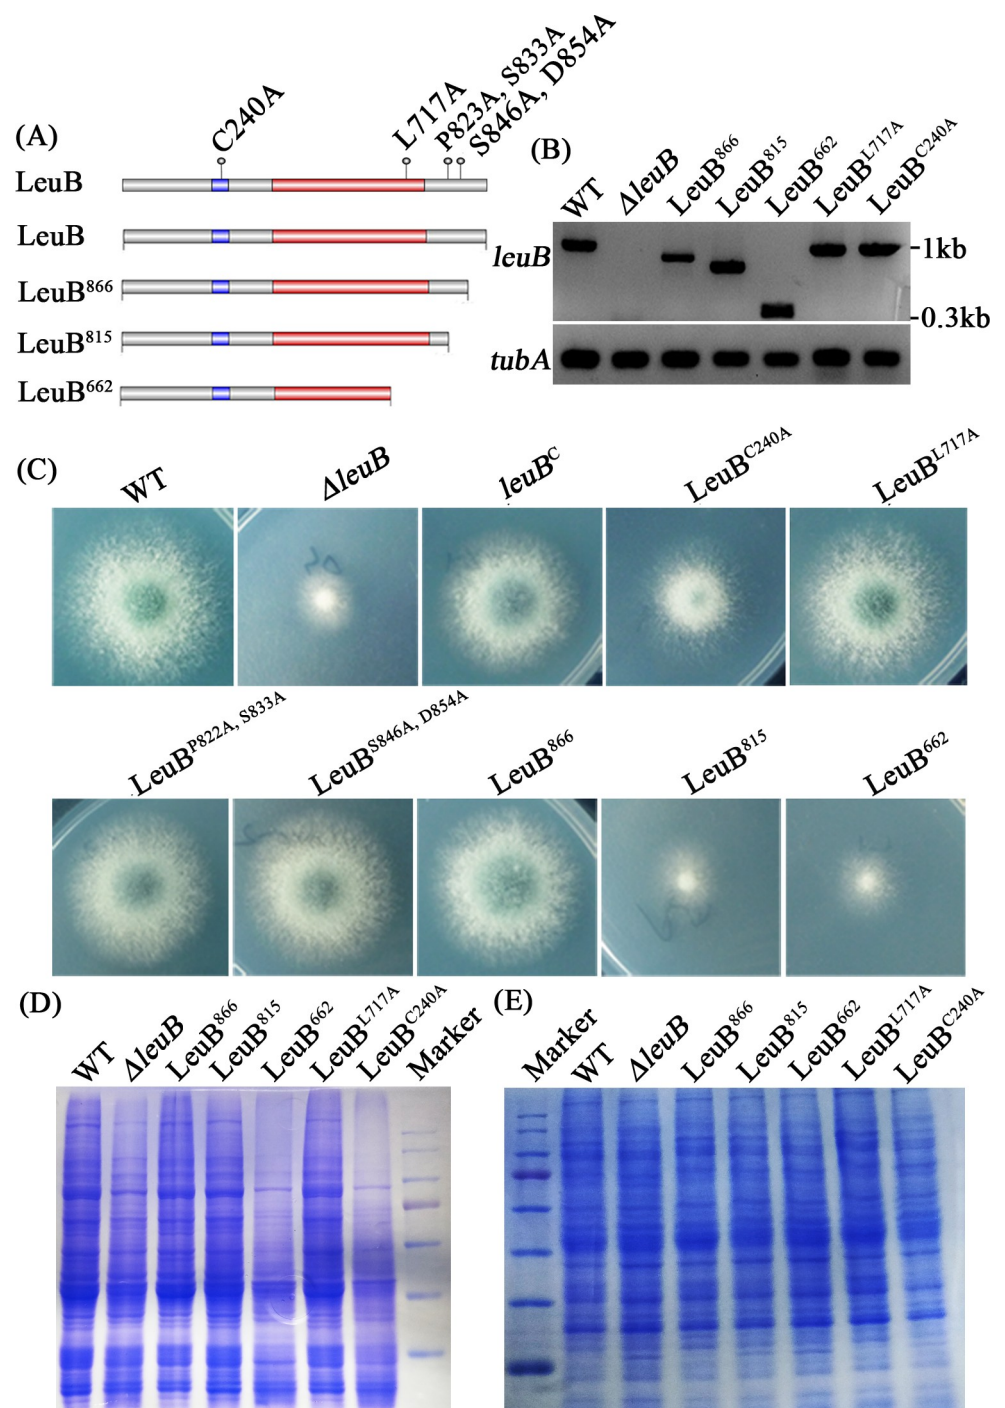 (A)
C240A
L717A
P823A, S833A
S846A, D854A
LeuB
LeuB
LeuB866
LeuB815
LeuB662
(B)
WT
ΔleuB
LeuB866
LeuB815
LeuB662
LeuBL717A
LeuBC240A
leuB
-1kb
-0.3kb
tubA
(C)
WT
ΔleuB
leuBC
LeuBC240A
LeuBL717A
LeuBP822A, S833A
LeuBS846A, D854A
LeuB866
LeuB815
LeuB662
(D)
WT
ΔleuB
LeuB866
LeuB815
LeuB662
LeuBL717A
LeuBC240A
Marker
(E)
Marker
WT
ΔleuB
LeuB866
LeuB815
LeuB662
LeuBL717A
LeuBC240A